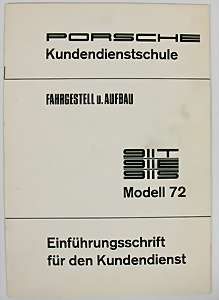 PORSCHE
Kundendienstschule
FAHRGESTELL u. AUFBAU
911T
911E
911S
Modell 72
Einführungsschrift
für den Kundendienst